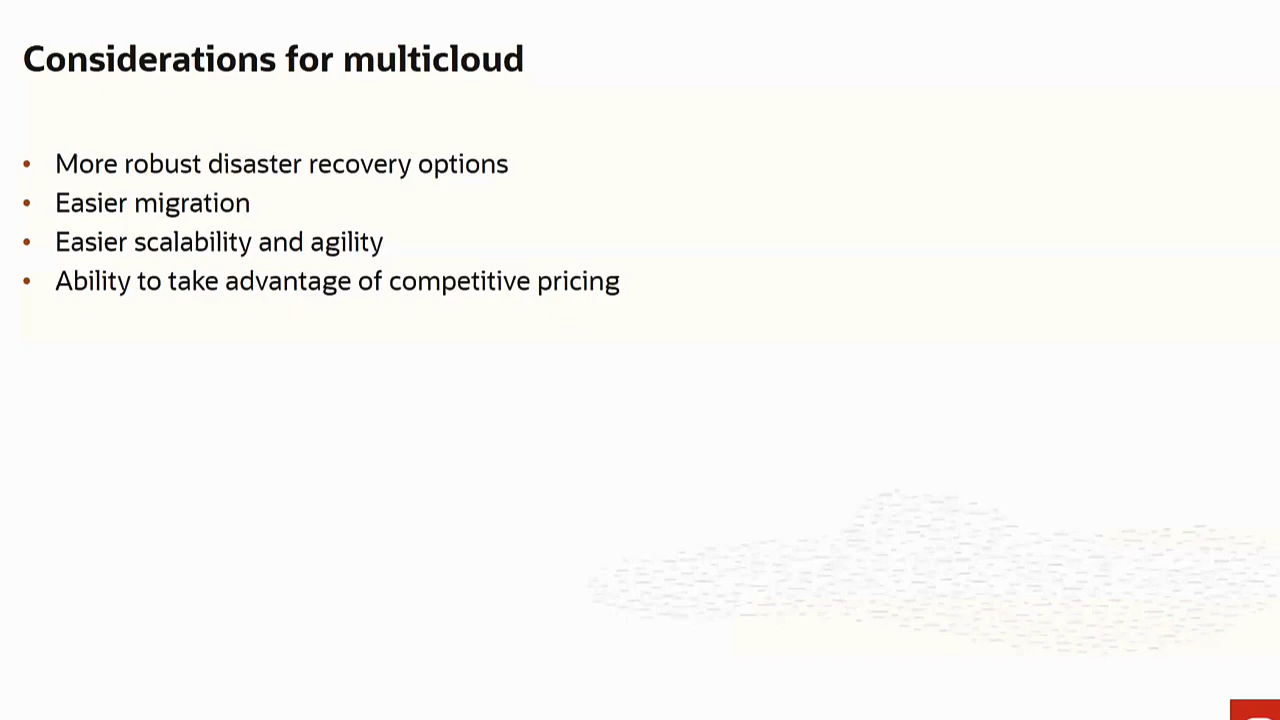 Considerations for multicloud
• More robust disaster recovery options
• Easier migration
• Easier scalability and agility
• Ability to take advantage of competitive pricing